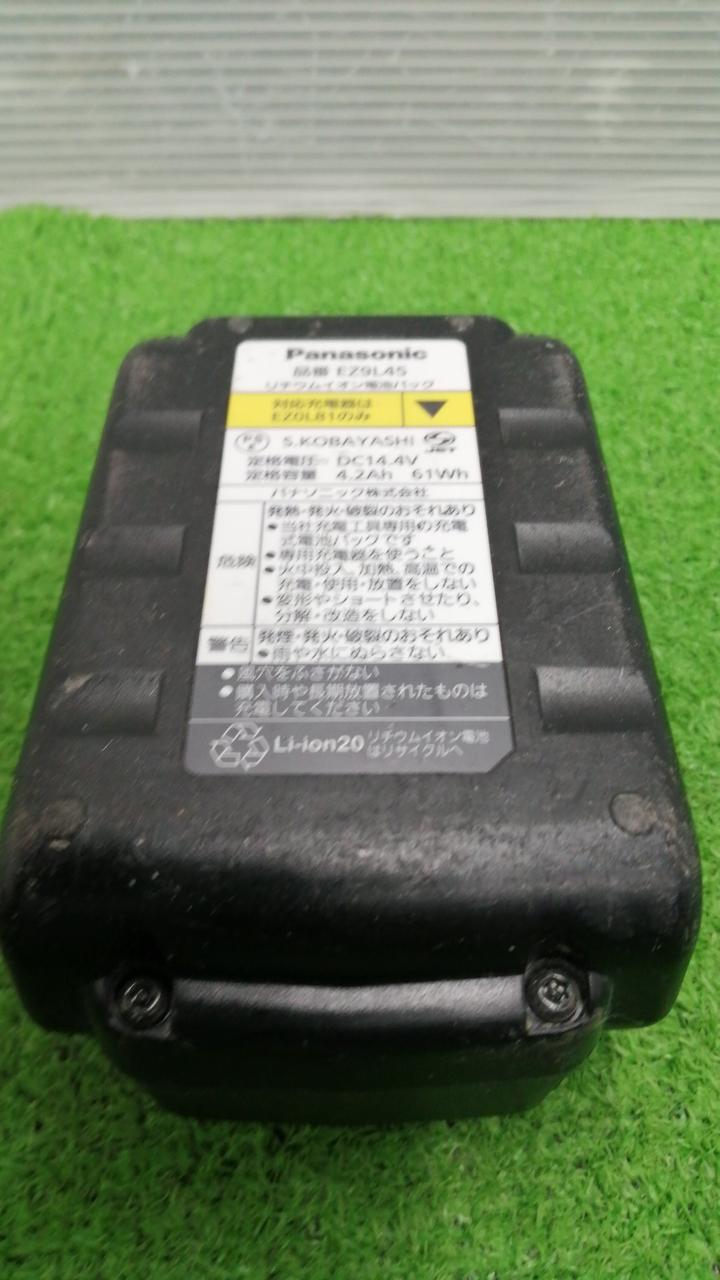 Panasonic
品番 EZ9L45
リチウムイオン電池パック
対応充電器は
EZ0L81のみ
PS
E
S.KOBAYASHI
JET
定格電圧 DC14.4V
定格容量 4.2Ah 61Wh
パナソニック株式会社
危険
発熱・発火・破裂のおそれあり
●当社充電工具専用の充電
式電池パックです
●専用充電器を使うこと
●火中投入、加熱、高温での
充電・使用・放置をしない
●変形やショートさせたり、
分解・改造をしない
警告
発煙・発火・破裂のおそれあり
●雨や水にぬらさない
●風穴をふさがない
●購入時や長期放置されたものは
充電してください
Li-ion20
リチウムイオン電池
はリサイクルへ